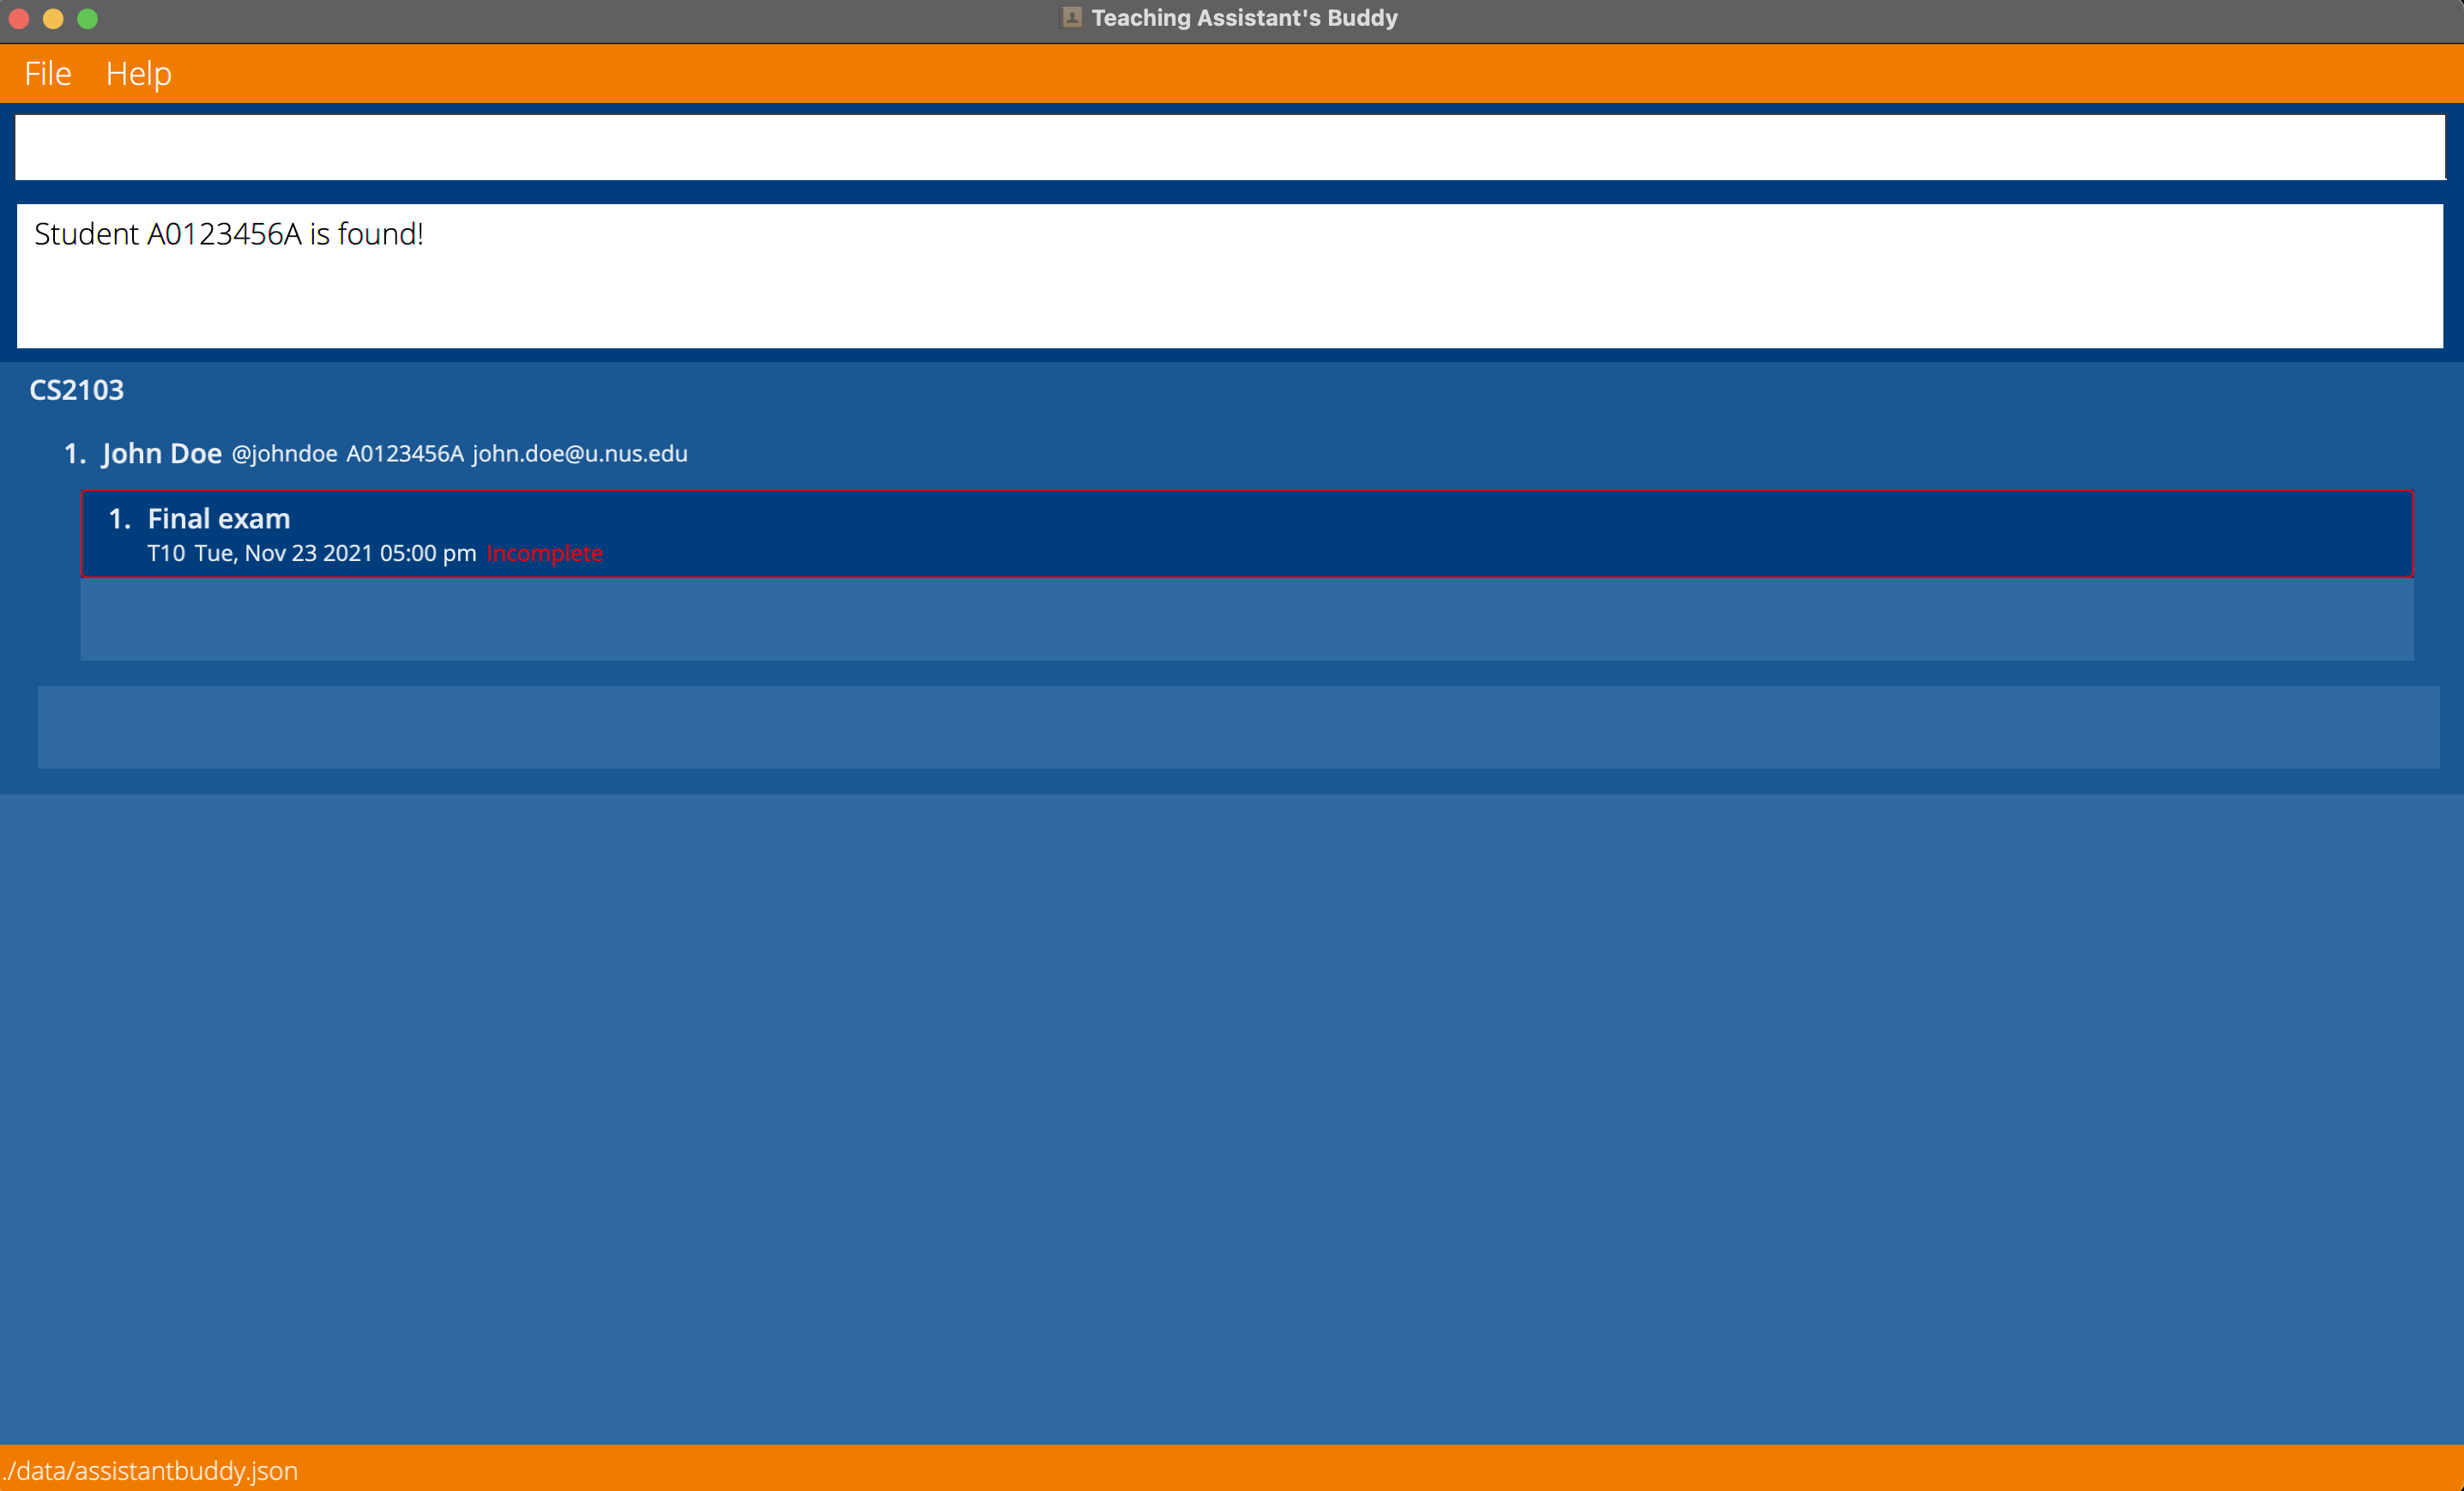 Teaching Assistant's Buddy
File Help
Student A0123456A is found!
CS2103
1. John Doe @johndoe A0123456A john.doe@u.nus.edu
1. Final exam
T10 Tue, Nov 23 2021 05:00 pm Incomplete
./data/assistantbuddy.json